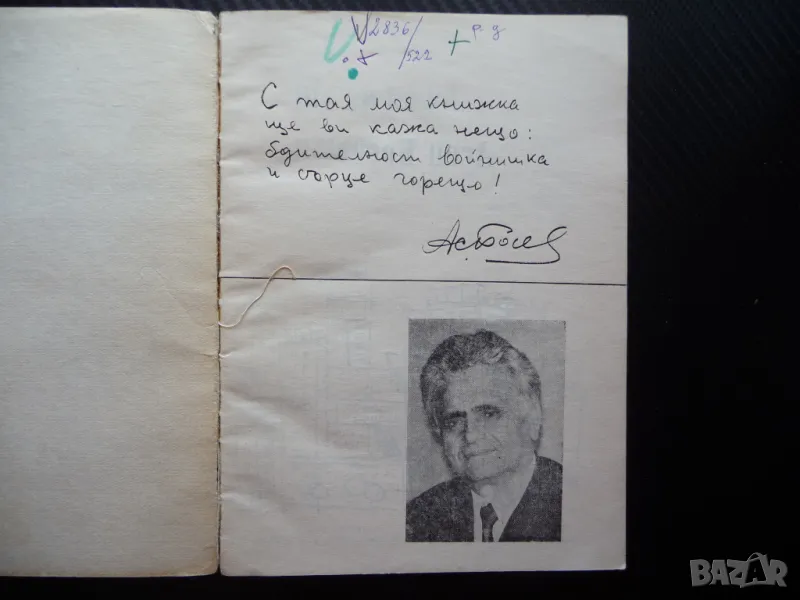 V 2836/522 + р. д
С тая моя книжка
ще ви кажа нещо:
бдителност войнишка
и сърце горещо!
Ас. Босев
BAZAR